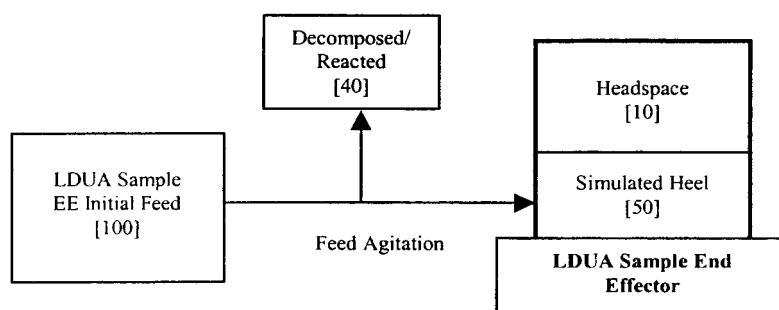 Decomposed/
Reacted
[40]
Headspace
[10]
LDUA Sample
EE Initial Feed
[100]
Simulated Heel
[50]
Feed Agitation
LDUA Sample End
Effector